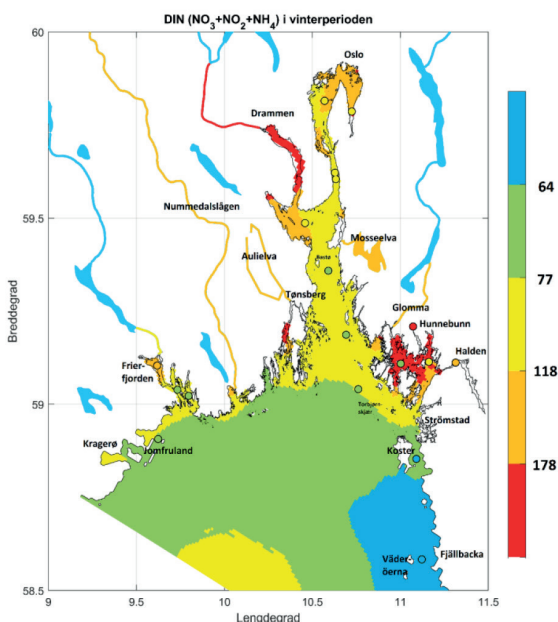 DIN (NO3+NO2+NH4) i vinterperioden
60
59.5
59
58.5
Breddegrad
Oslo
Drammen
Nummedalslågen
Mosseelva
Aulielva
Tønsberg
Glomma
Hunnebunn
Frier-
fjorden
Halden
Strömstad
Kragerø
Jomfruland
Koster
Väder
öerna
Fjällbacka
9
9.5
10
10.5
11
11.5
Lengdegrad
64
77
118
178